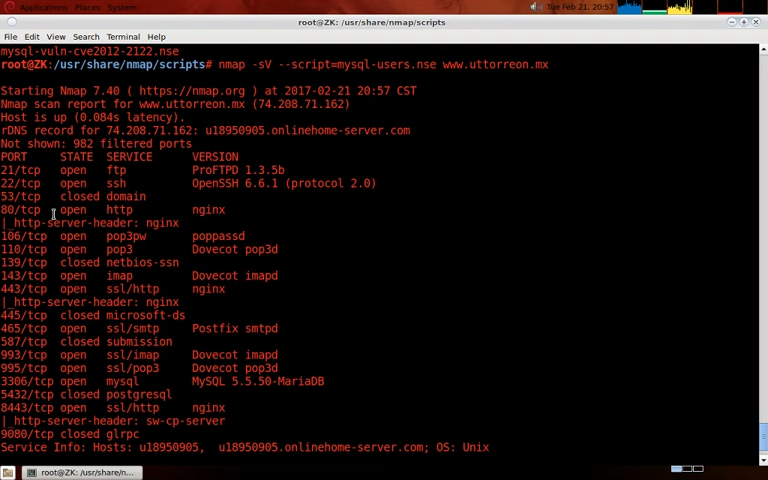 Applications Places System Tue Feb 21, 20:57
root@ZK: /usr/share/nmap/scripts
File Edit View Search Terminal Help
mysql-vuln-cve2012-2122.nse
root@ZK:/usr/share/nmap/scripts# nmap -sV --script=mysql-users.nse www.uttorreon.mx
Starting Nmap 7.40 ( https://nmap.org ) at 2017-02-21 20:57 CST
Nmap scan report for www.uttorreon.mx (74.208.71.162)
Host is up (0.084s latency).
rDNS record for 74.208.71.162: u18950905.onlinehome-server.com
Not shown: 982 filtered ports
PORT STATE SERVICE VERSION
21/tcp open ftp ProFTPD 1.3.5b
22/tcp open ssh OpenSSH 6.6.1 (protocol 2.0)
53/tcp closed domain
80/tcp open http nginx
|_http-server-header: nginx
106/tcp open pop3pw poppassd
110/tcp open pop3 Dovecot pop3d
139/tcp closed netbios-ssn
143/tcp open imap Dovecot imapd
443/tcp open ssl/http nginx
|_http-server-header: nginx
445/tcp closed microsoft-ds
465/tcp open ssl/smtp Postfix smtpd
587/tcp closed submission
993/tcp open ssl/imap Dovecot imapd
995/tcp open ssl/pop3 Dovecot pop3d
3306/tcp open mysql MySQL 5.5.50-MariaDB
5432/tcp closed postgresql
8443/tcp open ssl/http nginx
|_http-server-header: sw-cp-server
9080/tcp closed glrpc
Service Info: Hosts: u18950905, u18950905.onlinehome-server.com; OS: Unix
root@ZK: /usr/share/n...